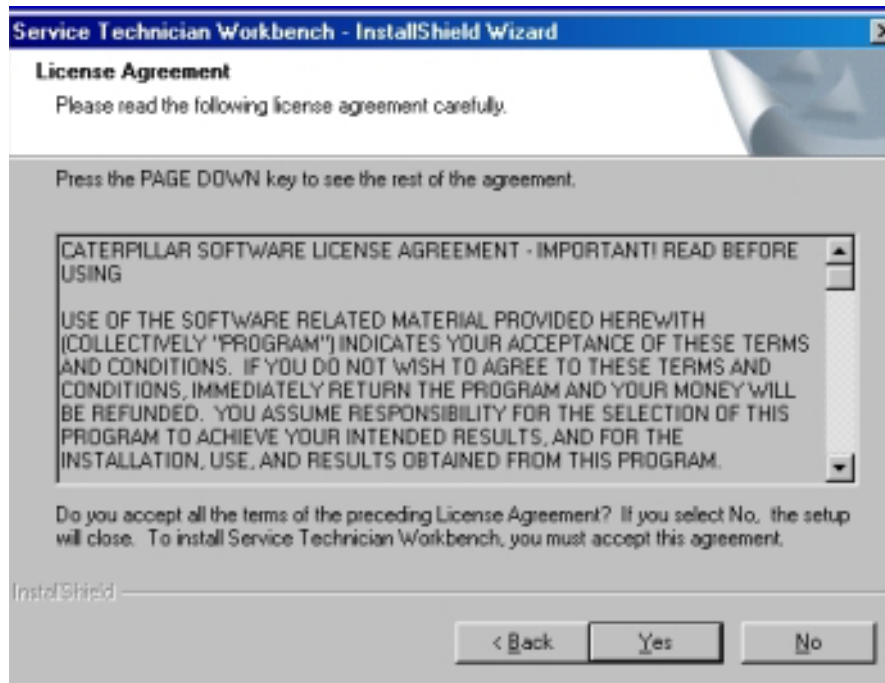 Service Technician Workbench - InstallShield Wizard
License Agreement
Please read the following license agreement carefully.
Press the PAGE DOWN key to see the rest of the agreement.
CATERPILLAR SOFTWARE LICENSE AGREEMENT - IMPORTANT! READ BEFORE
USING
USE OF THE SOFTWARE RELATED MATERIAL PROVIDED HEREWITH
(COLLECTIVELY "PROGRAM") INDICATES YOUR ACCEPTANCE OF THESE TERMS
AND CONDITIONS.  IF YOU DO NOT WISH TO AGREE TO THESE TERMS AND
CONDITIONS, IMMEDIATELY RETURN THE PROGRAM AND YOUR MONEY WILL
BE REFUNDED.  YOU ASSUME RESPONSIBILITY FOR THE SELECTION OF THIS
PROGRAM TO ACHIEVE YOUR INTENDED RESULTS, AND FOR THE
INSTALLATION, USE, AND RESULTS OBTAINED FROM THIS PROGRAM.
Do you accept all the terms of the preceding License Agreement?  If you select No,  the setup
will close.  To install Service Technician Workbench, you must accept this agreement.
InstallShield
< Back
Yes
No